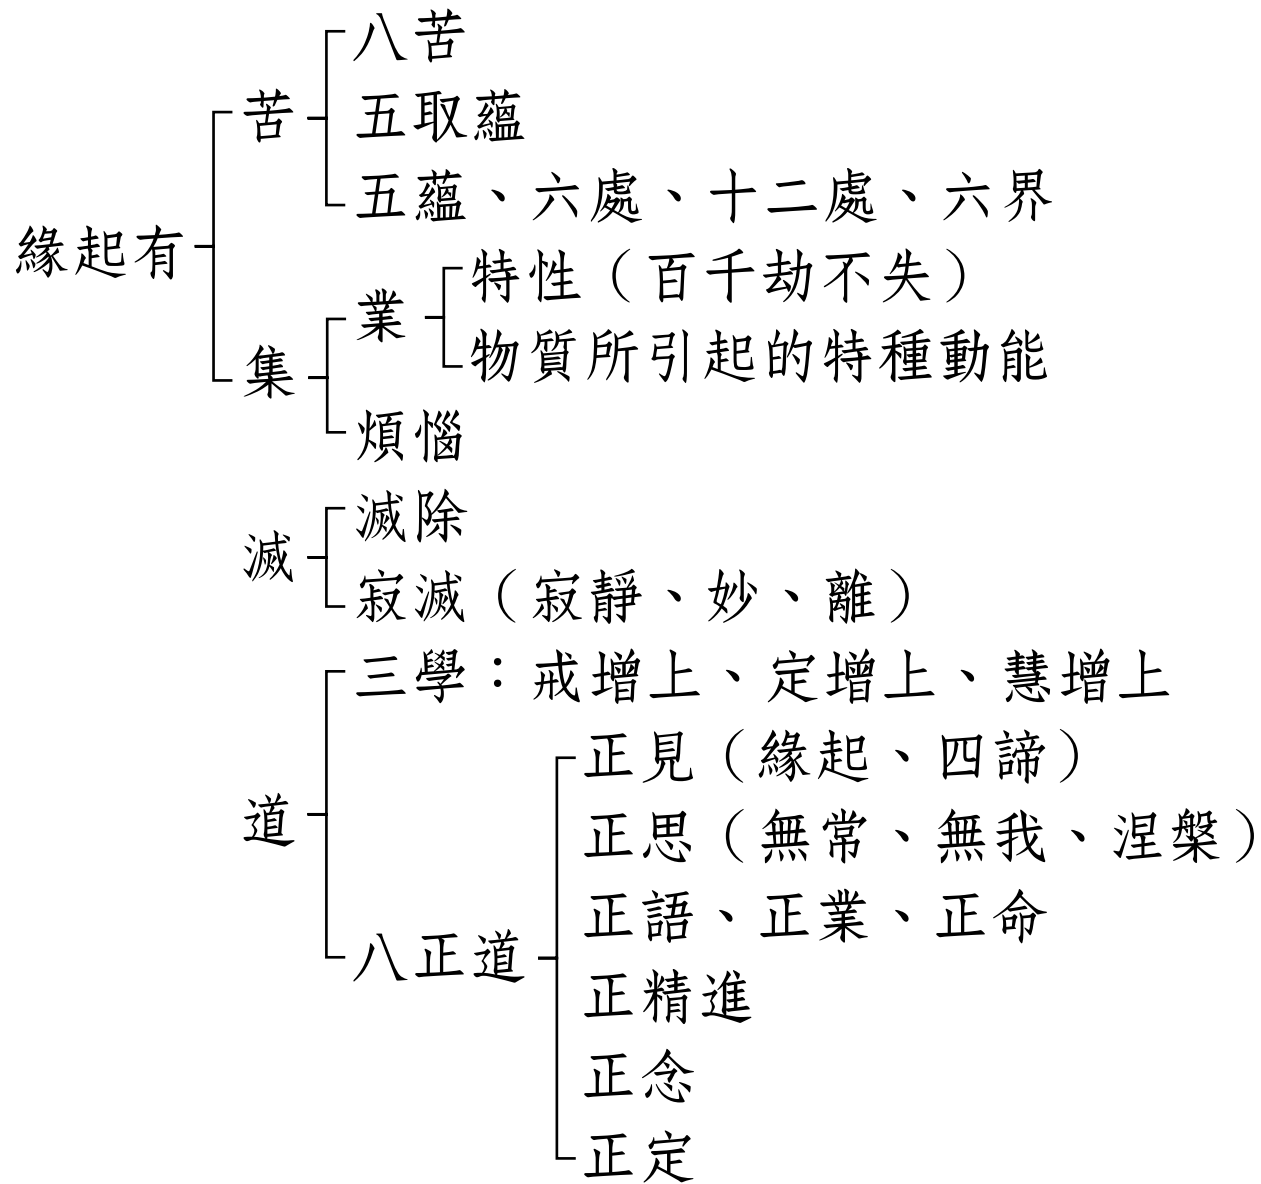 八苦
苦
五取蘊
五蘊、六處、十二處、六界
緣起有
特性（百千劫不失）
業
物質所引起的特種動能
集
煩惱
滅除
滅
寂滅（寂靜、妙、離）
三學：戒增上、定增上、慧增上
正見（緣起、四諦）
道
正思（無常、無我、涅槃）
正語、正業、正命
八正道
正精進
正念
正定